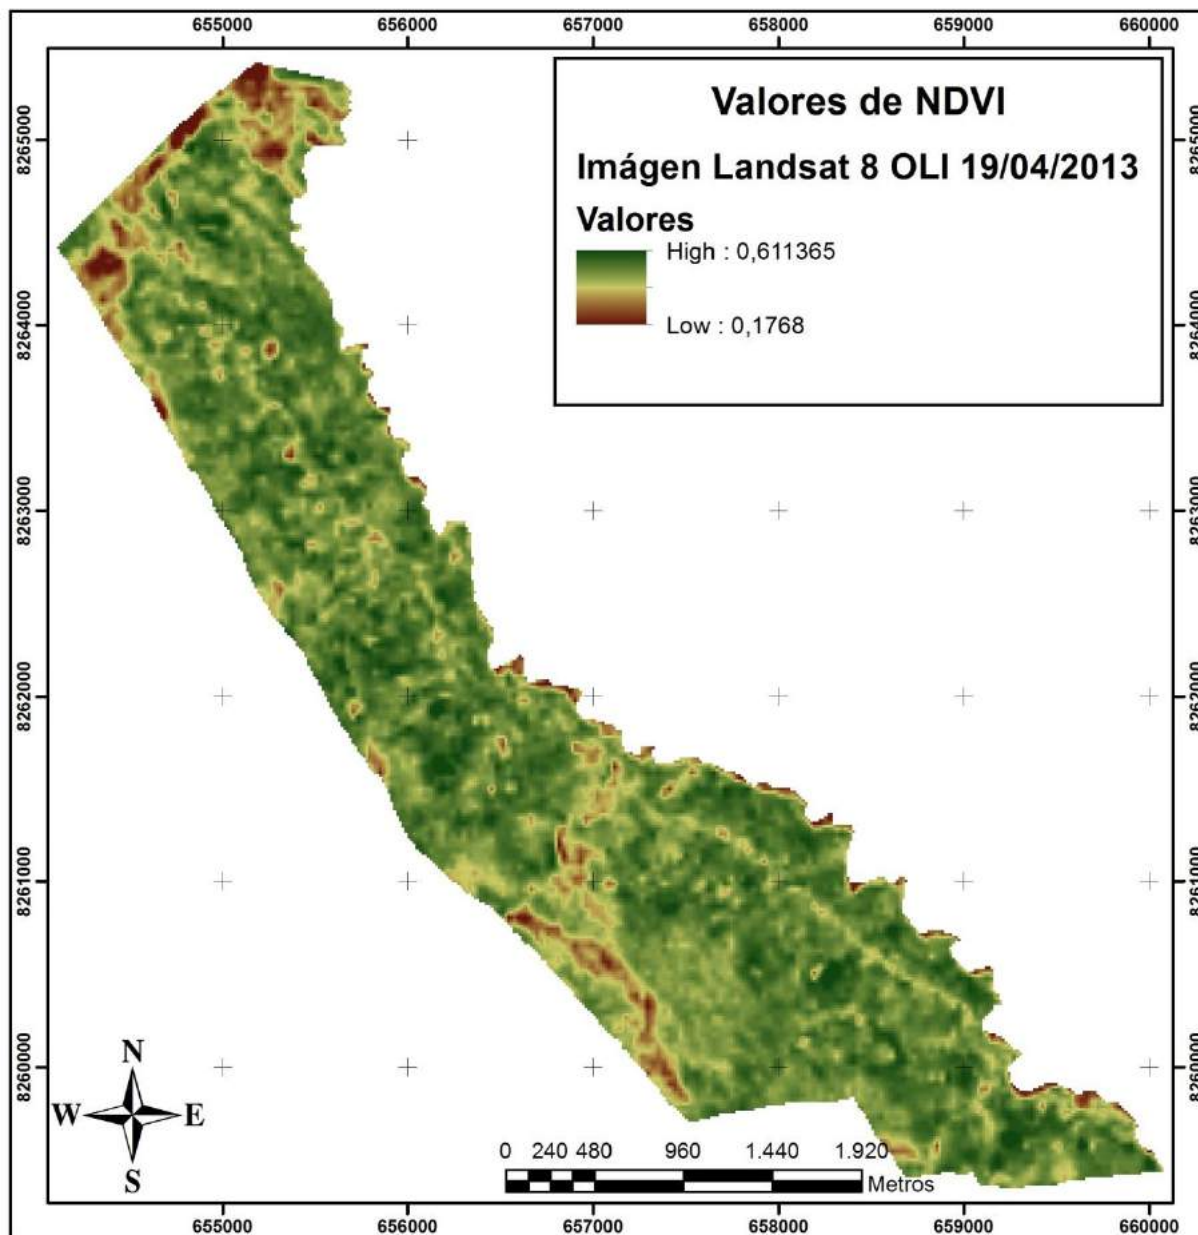 655000 656000 657000 658000 659000 660000
Valores de NDVI
Imágen Landsat 8 OLI 19/04/2013
Valores
High : 0,611365
Low : 0,1768
8265000 8265000
8264000 8264000
8263000 8263000
8262000 8262000
8261000 8261000
8260000 8260000
N
W E
S
0 240 480 960 1.440 1.920
Metros
655000 656000 657000 658000 659000 660000